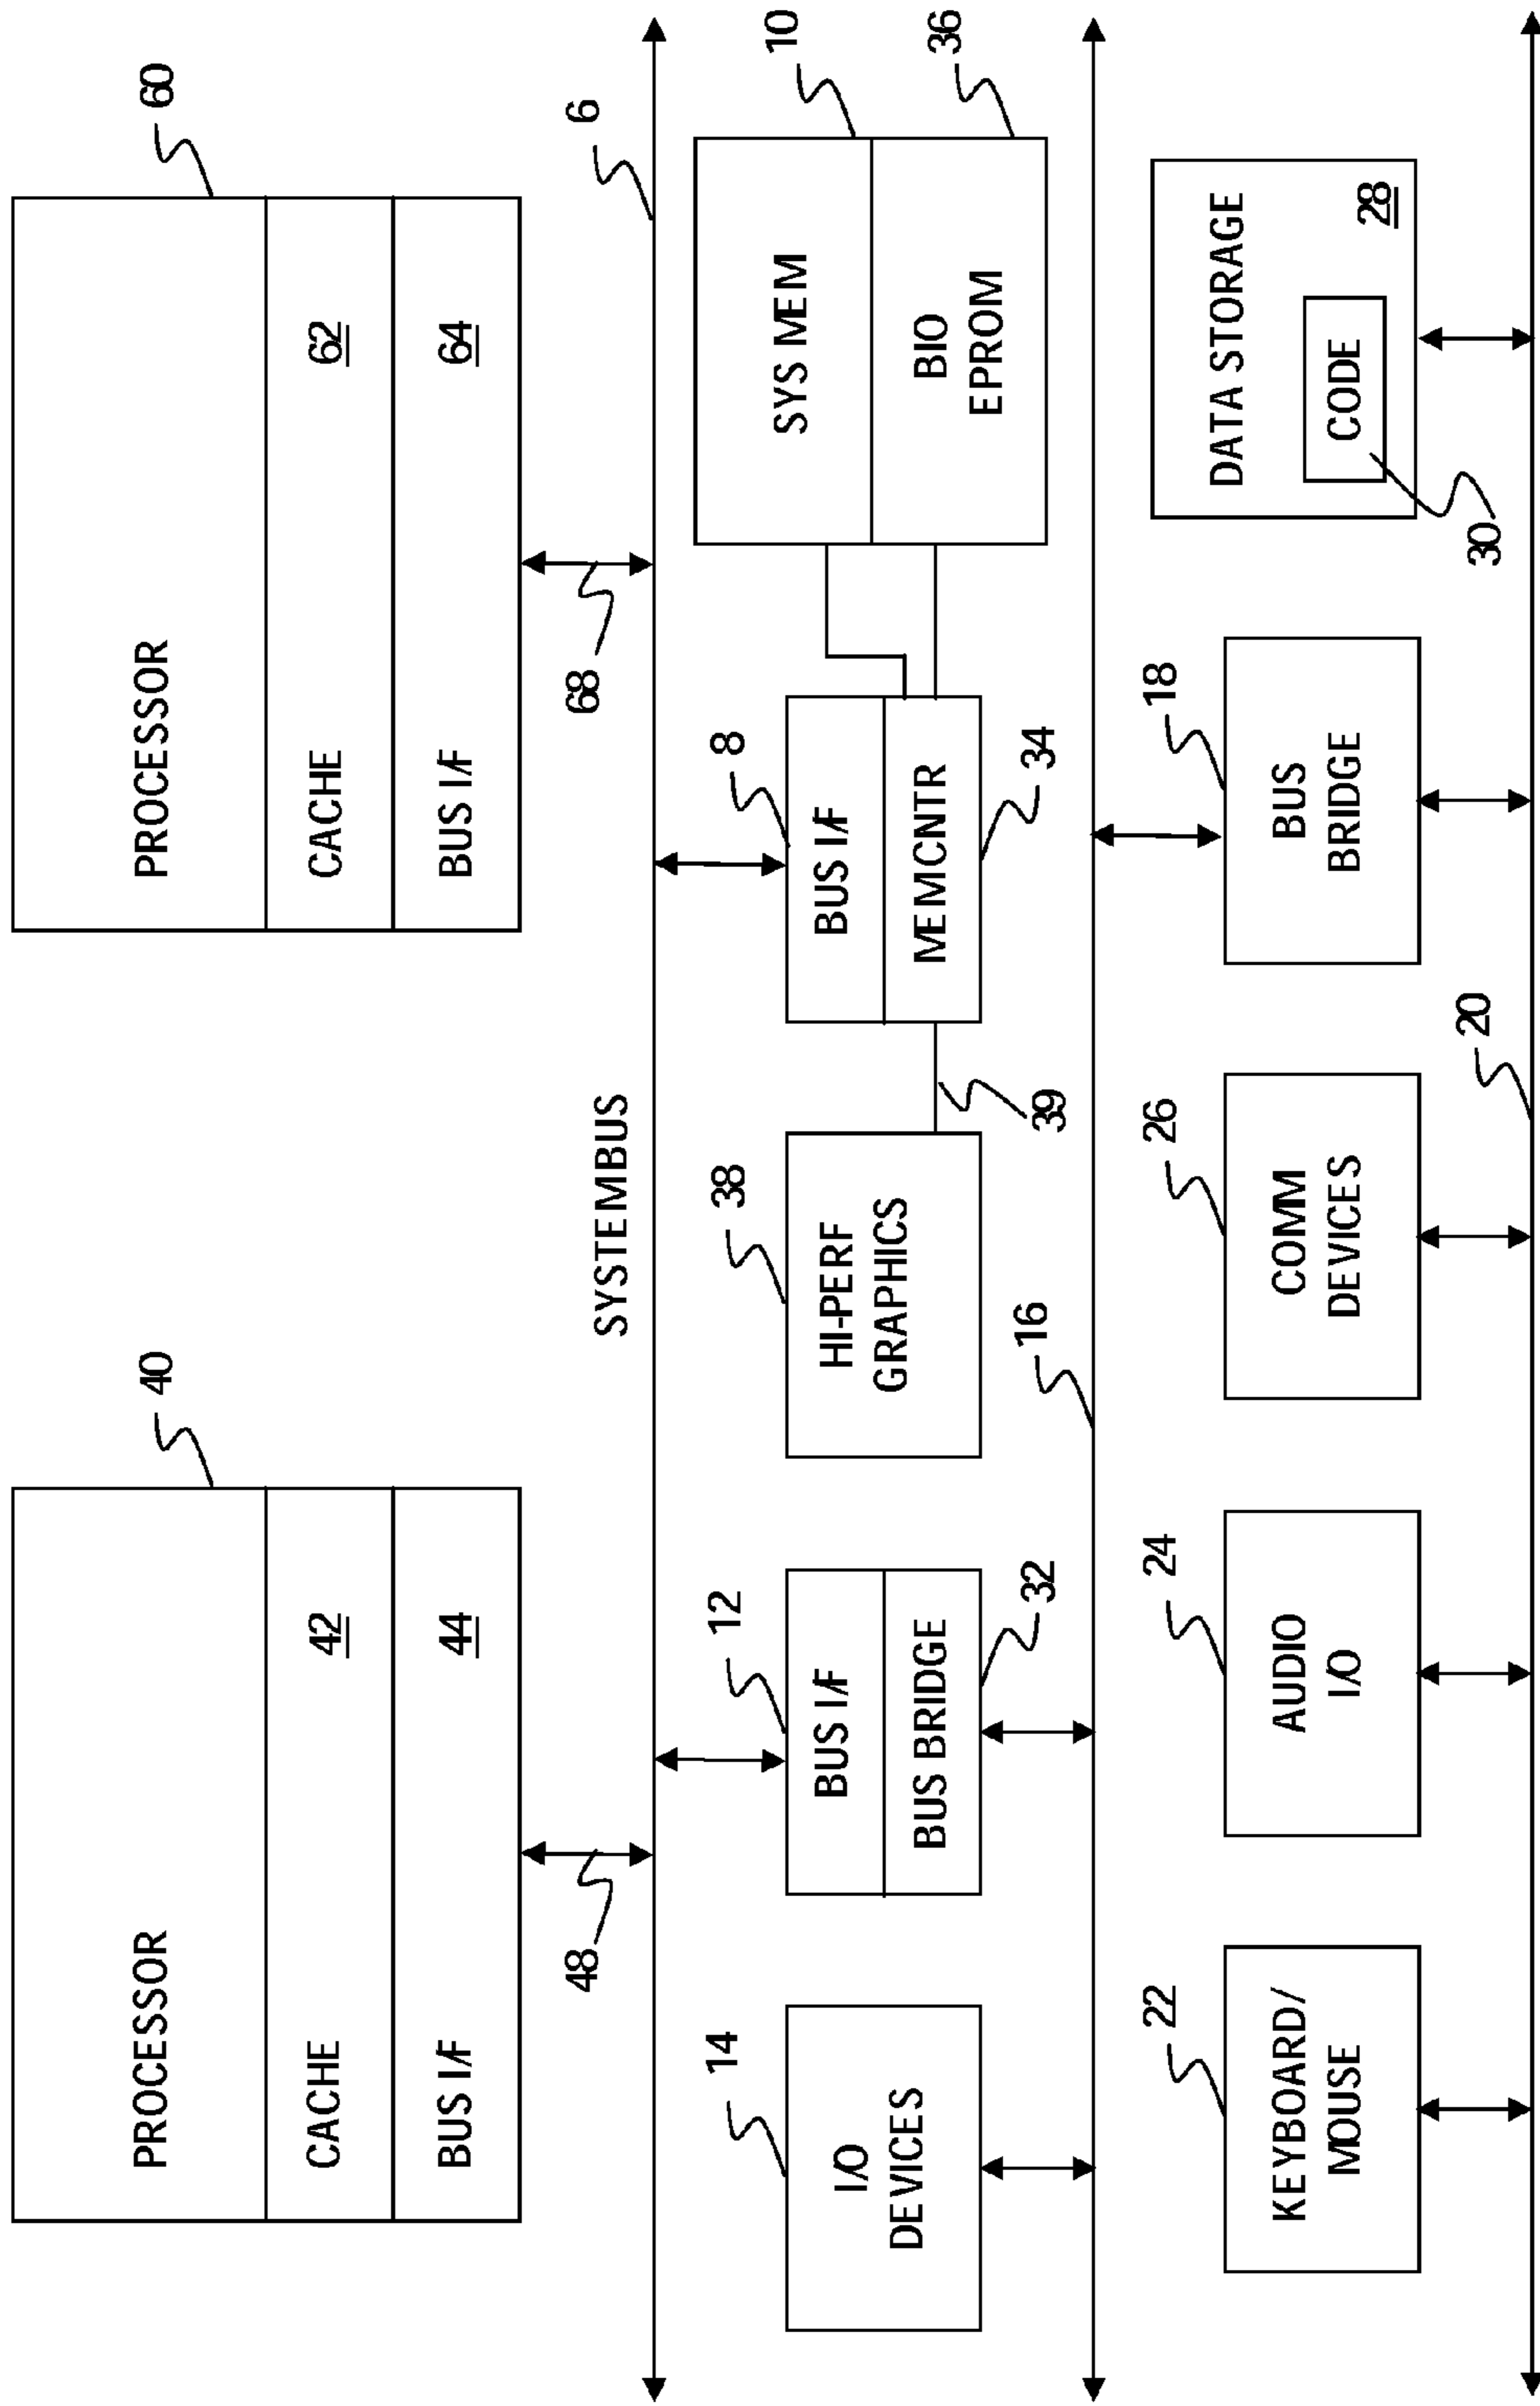 40
60
PROCESSOR
PROCESSOR
CACHE 42
CACHE 62
BUS I/F 44
BUS I/F 64
48
68
SYSTEMBUS
6
14
12
38
8
10
I/O
DEVICES
BUS I/F
BUS BRIDGE
HI-PERF
GRAPHICS
BUS I/F
MEMCNTR
SYS MEM
BIO
EPROM
36
32
16
39
34
22
24
26
18
KEYBOARD/
MOUSE
AUDIO
I/O
COMM
DEVICES
BUS
BRIDGE
DATA STORAGE
CODE
28
30
20